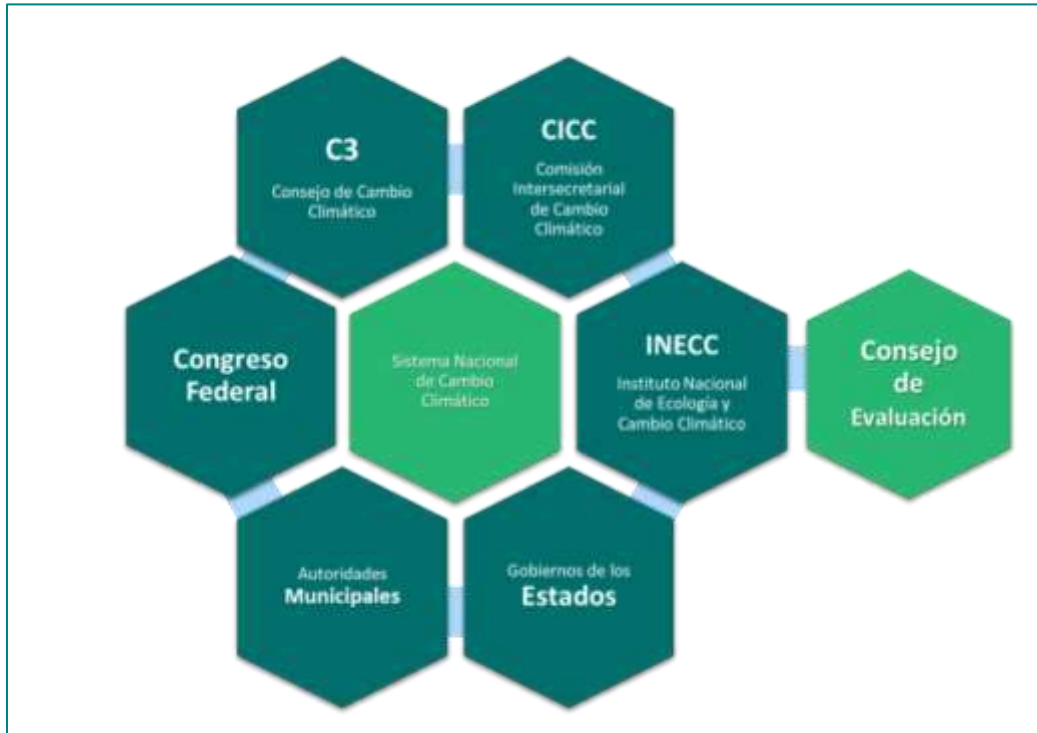 C3
Consejo de Cambio
Climático
CICC
Comisión
Intersecretarial
de Cambio
Climático
Congreso
Federal
Sistema Nacional
de Cambio
Climático
INECC
Instituto Nacional
de Ecología y
Cambio Climático
Consejo
de
Evaluación
Autoridades
Municipales
Gobiernos de los
Estados